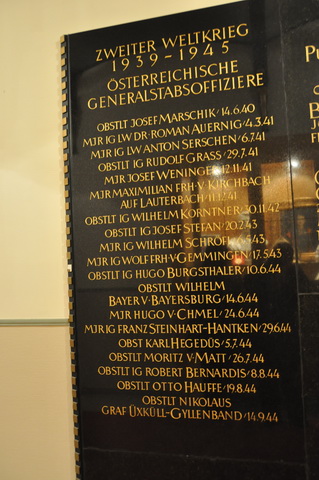 ZWEITER WELTKRIEG
1939-1945
ÖSTERREICHISCHE
GENERALSTABSOFFIZIERE
OBSTLT JOSEF MARSCHIK/14.6.40
MJR IG LW DR·ROMAN AUERNIG/4.3.41
MJR IG LW ANTON SERSCHEN/6.7.41
OBSTLT IG RUDOLF GRASS/29.7.41
MJR JOSEF WENINGER/12.11.41
MJR MAXIMILIAN FRH·V·KIRCHBACH
AUF LAUTERBACH/11.12.41
OBSTLT IG WILHELM KORNTNER/30.11.42
OBSTLT IG JOSEF STEFAN/20.2.43
MJR IG WILHELM SCHRÖFL/6.5.43
MJR IG WOLF FRH·V·GEMMINGEN/17.5.43
OBSTLT IG HUGO BURGSTHALER/10.6.44
OBSTLT WILHELM
BAYER V·BAYERSBURG/14.6.44
MJR HUGO V·CHMEL/24.6.44
MJR IG FRANZ STEINHART-HANTKEN/29.6.44
OBST KARL HEGEDÜS/5.7.44
OBSTLT MORITZ V·MATT/26.7.44
OBSTLT IG ROBERT BERNARDIS/8.8.44
OBSTLT OTTO HAUFFE/19.8.44
OBSTLT NIKOLAUS
GRAF ÜXKÜLL-GYLLENBAND/14.9.44